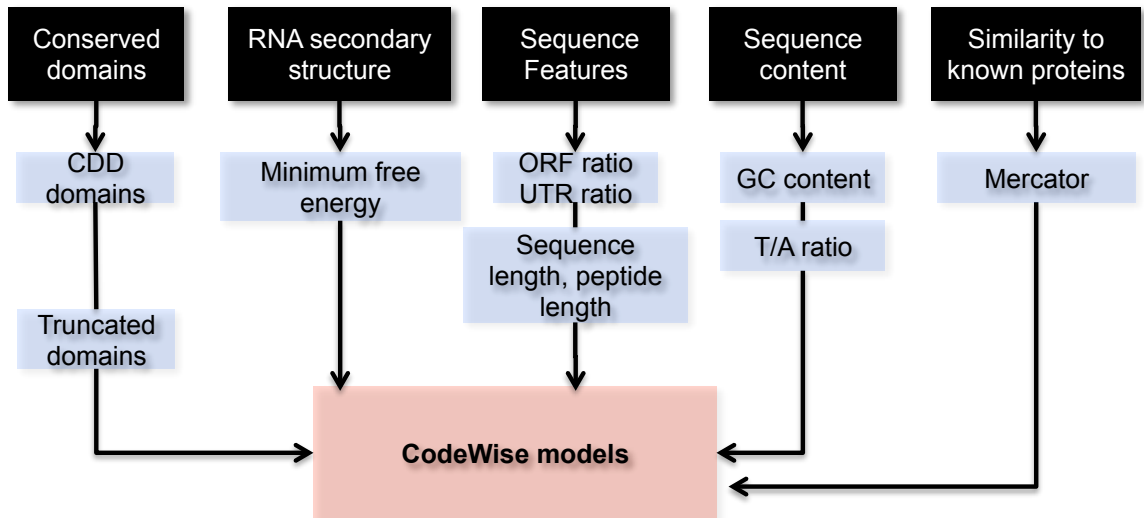 Conserved
domains
RNA secondary
structure
Sequence
Features
Sequence
content
Similarity to
known proteins
CDD
domains
Minimum free
energy
ORF ratio
UTR ratio
GC content
Mercator
Sequence
length, peptide
length
T/A ratio
Truncated
domains
CodeWise models